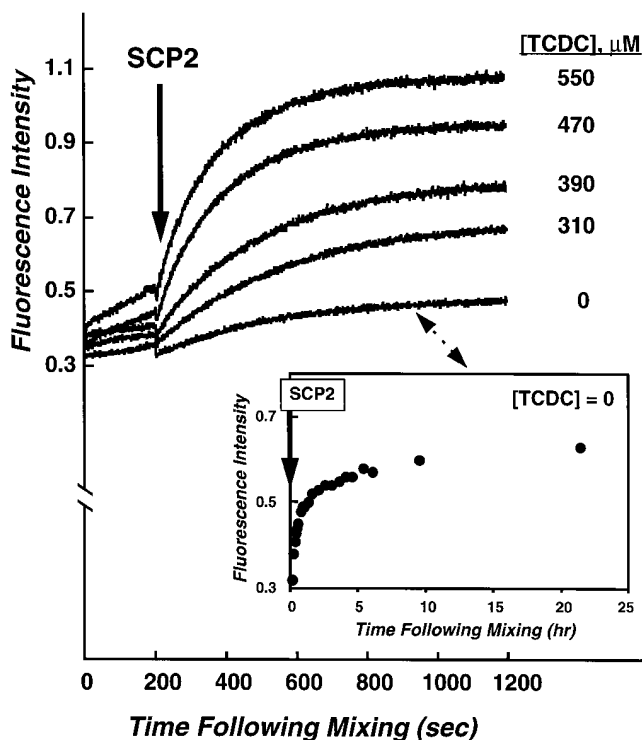 [TCDC], μM
SCP2
1.1
550
0.9
470
0.7
390
310
0.5
0
0.3
Fluorescence Intensity
SCP2
[TCDC] = 0
0.7
0.5
0.3
Fluorescence Intensity
0 5 10 15 20 25
Time Following Mixing (hr)
0 200 400 600 800 1000 1200
Time Following Mixing (sec)